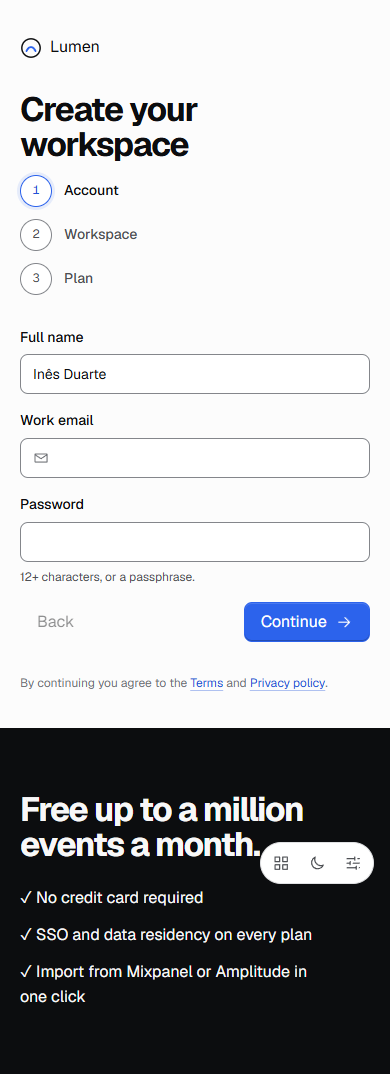 Lumen
Create your
workspace
1 Account
2 Workspace
3 Plan
Full name
Inês Duarte
Work email
Password
12+ characters, or a passphrase.
Back Continue →
By continuing you agree to the Terms and Privacy policy.
Free up to a million
events a month.
✓ No credit card required
✓ SSO and data residency on every plan
✓ Import from Mixpanel or Amplitude in
one click